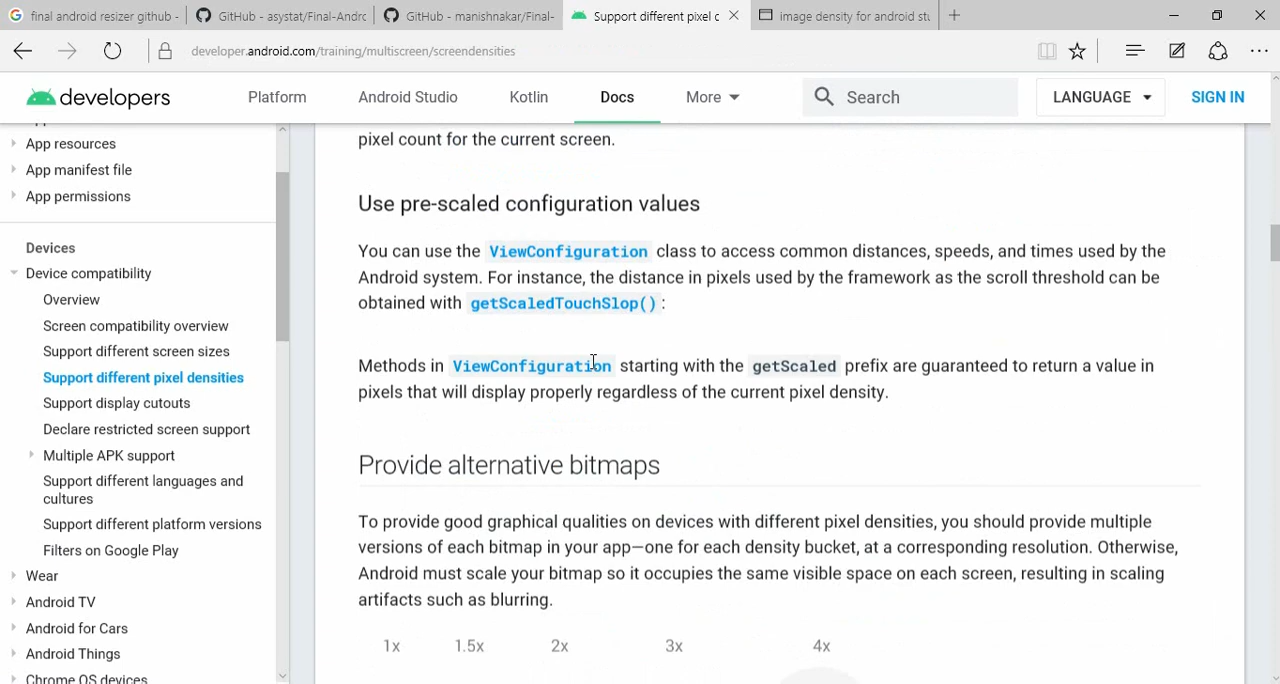 final android resizer github -
GitHub - asystat/Final-Andro
GitHub - manishnakar/Final-
Support different pixel c
image density for android stu
developer.android.com/training/multiscreen/screendensities
developers
Platform
Android Studio
Kotlin
Docs
More
Search
LANGUAGE
SIGN IN
App resources
App manifest file
App permissions
Devices
Device compatibility
Overview
Screen compatibility overview
Support different screen sizes
Support different pixel densities
Support display cutouts
Declare restricted screen support
Multiple APK support
Support different languages and
cultures
Support different platform versions
Filters on Google Play
Wear
Android TV
Android for Cars
Android Things
Chrome OS devices
pixel count for the current screen.
Use pre-scaled configuration values
You can use the ViewConfiguration class to access common distances, speeds, and times used by the
Android system. For instance, the distance in pixels used by the framework as the scroll threshold can be
obtained with getScaledTouchSlop():
Methods in ViewConfiguration starting with the getScaled prefix are guaranteed to return a value in
pixels that will display properly regardless of the current pixel density.
Provide alternative bitmaps
To provide good graphical qualities on devices with different pixel densities, you should provide multiple
versions of each bitmap in your app—one for each density bucket, at a corresponding resolution. Otherwise,
Android must scale your bitmap so it occupies the same visible space on each screen, resulting in scaling
artifacts such as blurring.
1x 1.5x 2x 3x 4x